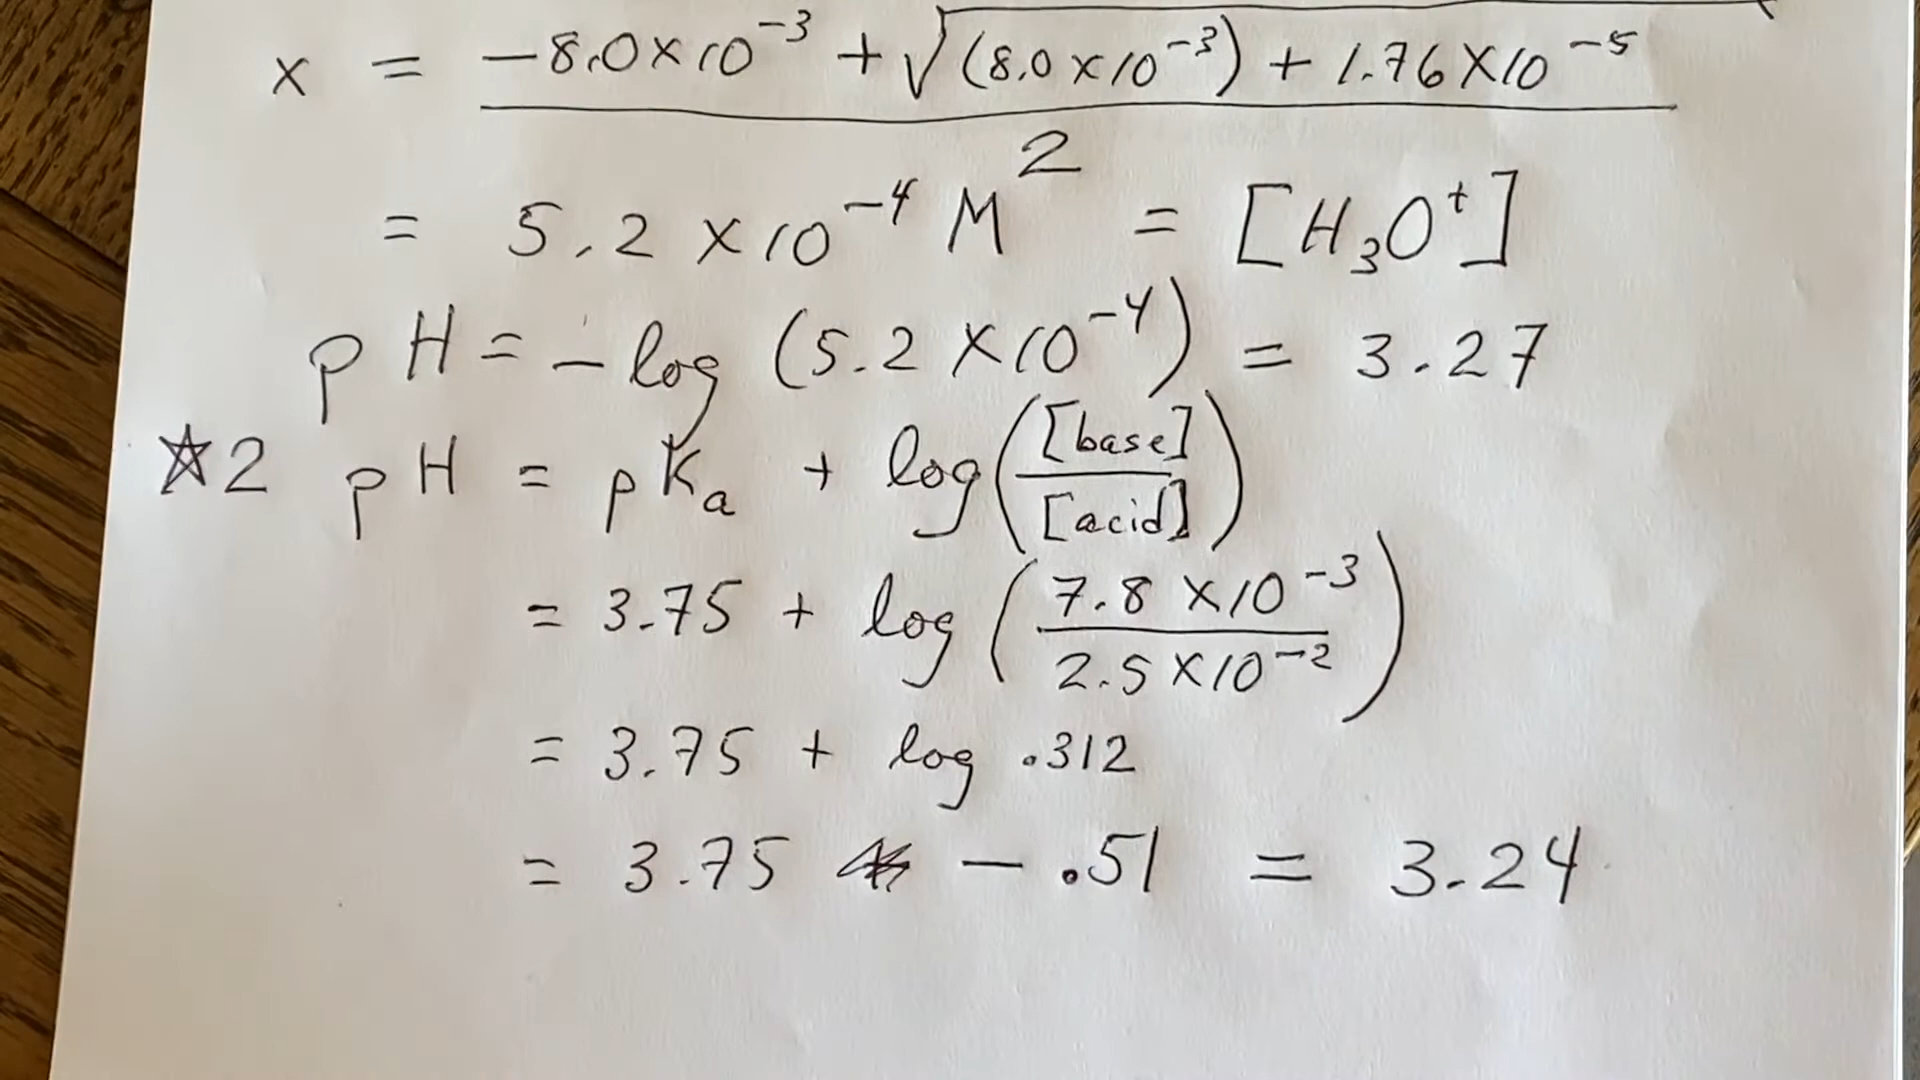 x = −8.0×10⁻³ + √(8.0×10⁻³) + 1.76×10⁻⁵
2
= 5.2×10⁻⁴ M = [H₃O⁺]
pH = −log (5.2×10⁻⁴) = 3.27
☆2 pH = pKa + log([base]/[acid])
= 3.75 + log (7.8×10⁻³/2.5×10⁻²)
= 3.75 + log .312
= 3.75 − .51 = 3.24